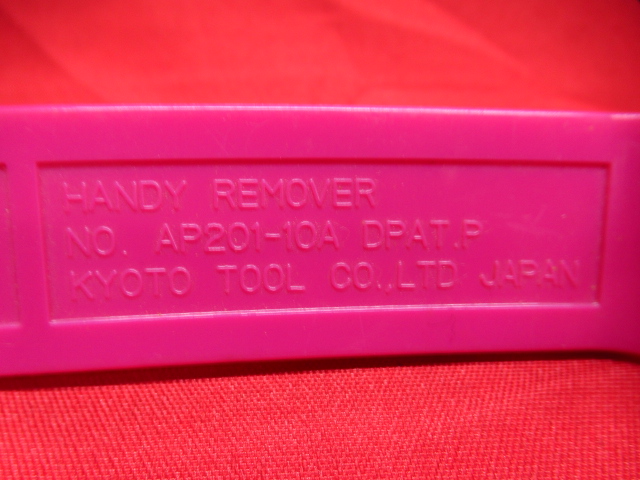 HANDY REMOVER
NO. AP201-10A DPAT.P
KYOTO TOOL CO.,LTD JAPAN